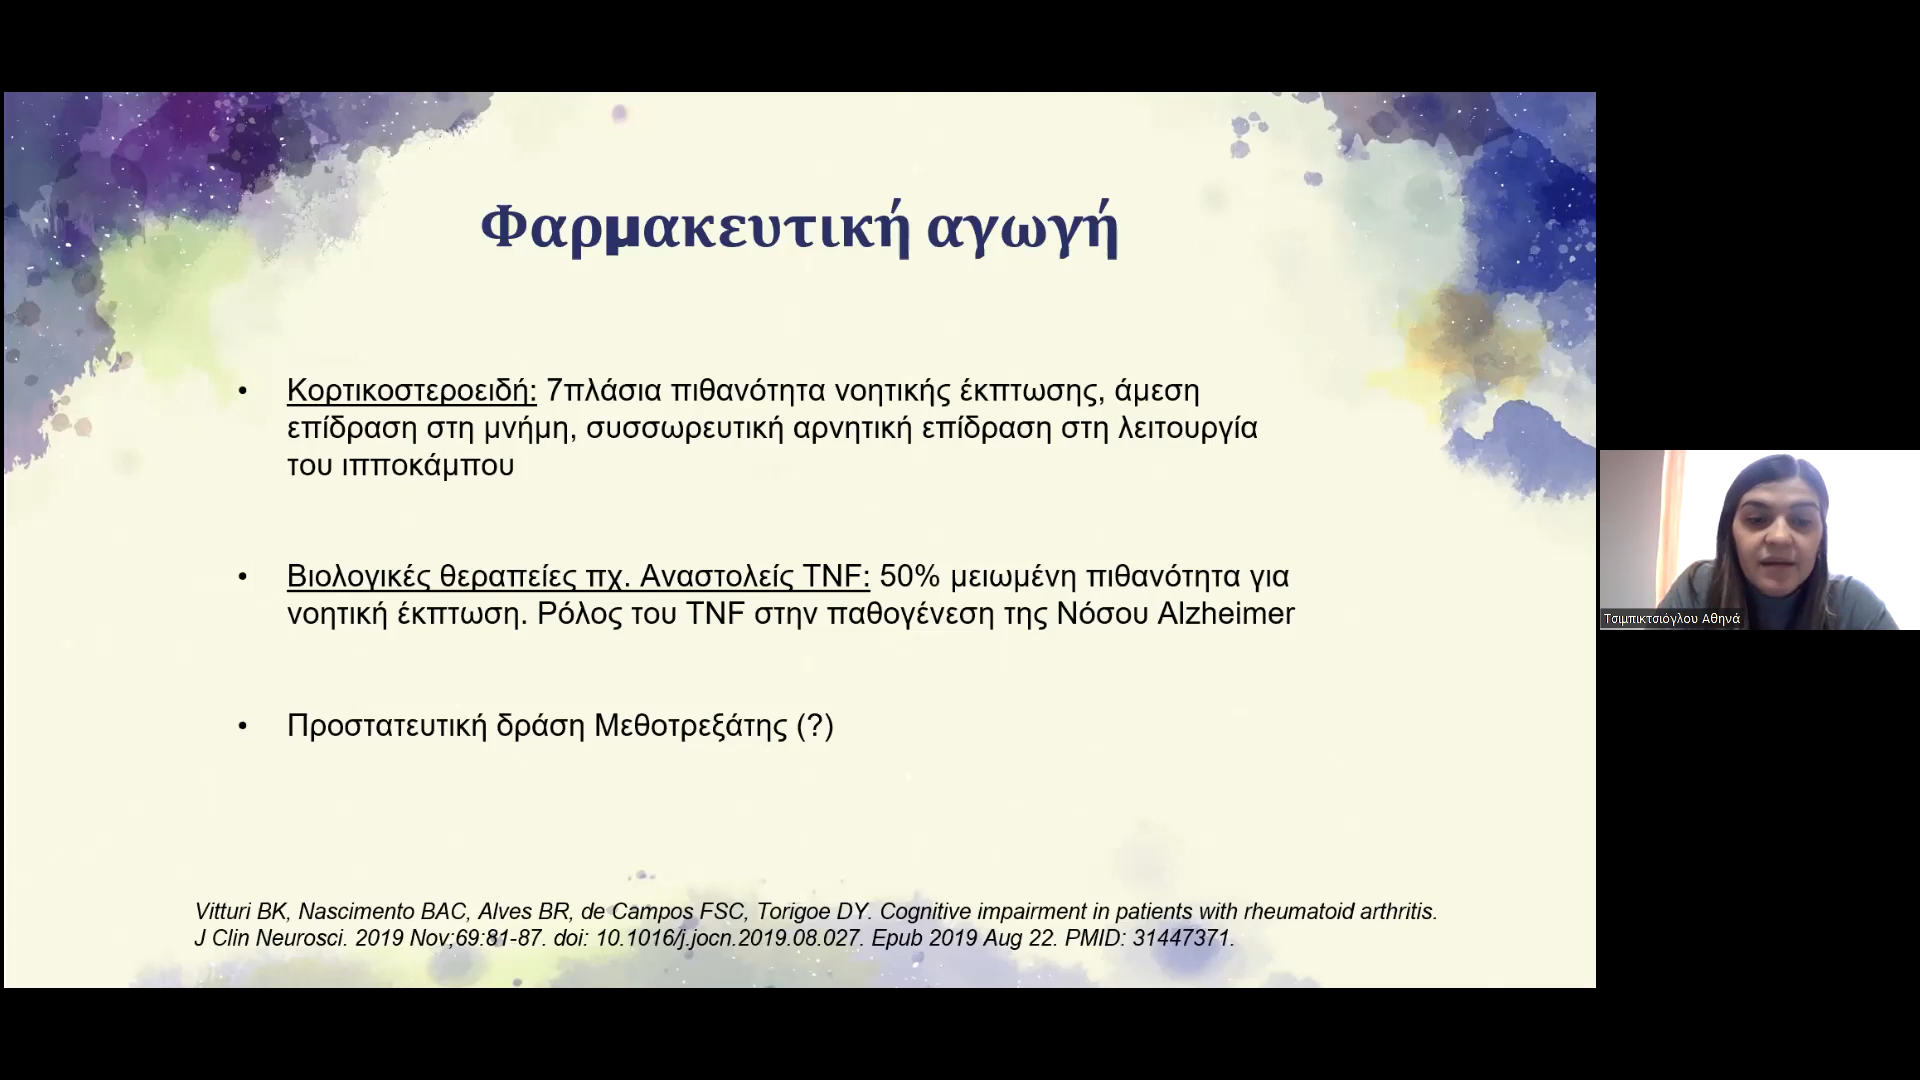 Φαρμακευτική αγωγή
• Κορτικοστεροειδή: 7πλάσια πιθανότητα νοητικής έκπτωσης, άμεση
επίδραση στη μνήμη, συσσωρευτική αρνητική επίδραση στη λειτουργία
του ιπποκάμπου
• Βιολογικές θεραπείες πχ. Αναστολείς TNF: 50% μειωμένη πιθανότητα για
νοητική έκπτωση. Ρόλος του TNF στην παθογένεση της Νόσου Alzheimer
• Προστατευτική δράση Μεθοτρεξάτης (?)
Vitturi BK, Nascimento BAC, Alves BR, de Campos FSC, Torigoe DY. Cognitive impairment in patients with rheumatoid arthritis.
J Clin Neurosci. 2019 Nov;69:81-87. doi: 10.1016/j.jocn.2019.08.027. Epub 2019 Aug 22. PMID: 31447371.
Τσιμπικτσιόγλου Αθηνά